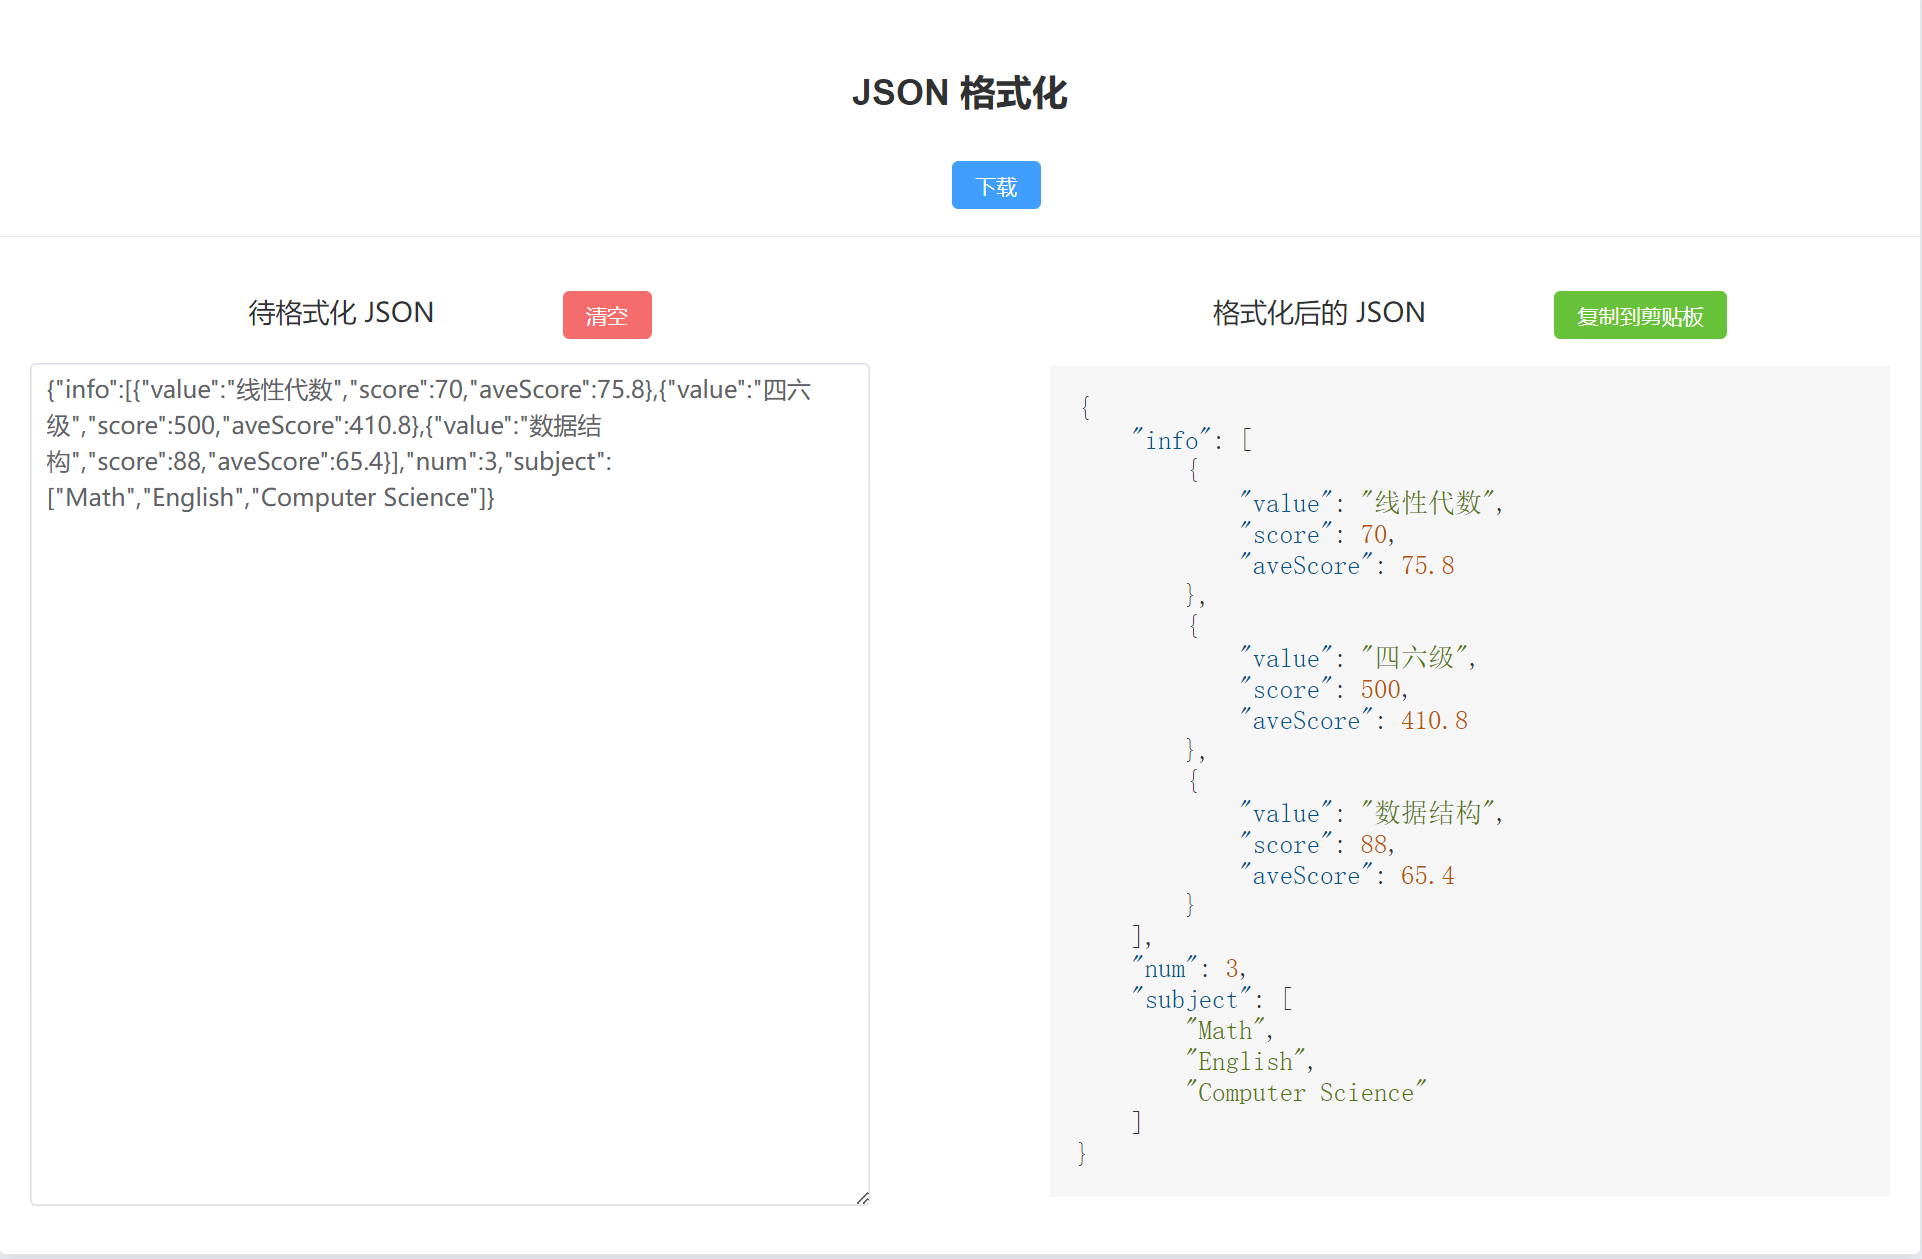 JSON 格式化
下载
待格式化 JSON
清空
{"info":[{"value":"线性代数","score":70,"aveScore":75.8},{"value":"四六
级","score":500,"aveScore":410.8},{"value":"数据结
构","score":88,"aveScore":65.4}],"num":3,"subject":
["Math","English","Computer Science"]}
格式化后的 JSON
复制到剪贴板
{
    "info": [
        {
            "value": "线性代数",
            "score": 70,
            "aveScore": 75.8
        },
        {
            "value": "四六级",
            "score": 500,
            "aveScore": 410.8
        },
        {
            "value": "数据结构",
            "score": 88,
            "aveScore": 65.4
        }
    ],
    "num": 3,
    "subject": [
        "Math",
        "English",
        "Computer Science"
    ]
}